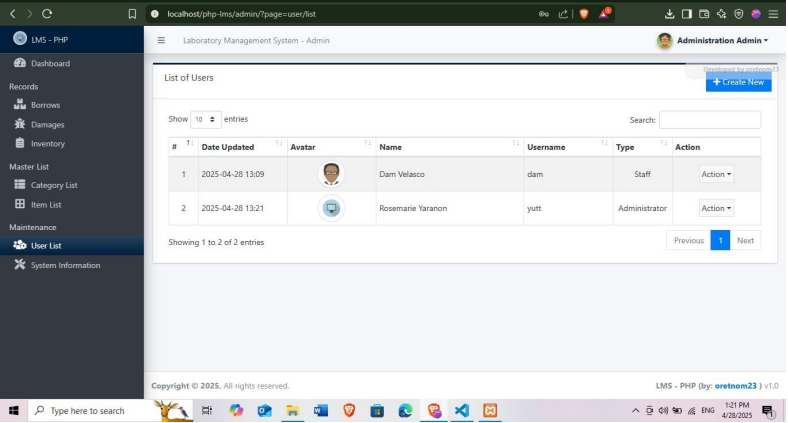 localhost/php-lms/admin/?page=user/list
LMS - PHP
Laboratory Management System - Admin
Administration Admin
Dashboard
Records
Borrows
Damages
Inventory
Master List
Category List
Item List
Maintenance
User List
System Information
Developed by oretnom23
List of Users
+ Create New
Show 10 entries
Search:
# Date Updated Avatar Name Username Type Action
1 2025-04-28 13:09 Dam Velasco dam Staff Action
2 2025-04-28 13:21 Rosemarie Yaranon yutt Administrator Action
Showing 1 to 2 of 2 entries
Previous 1 Next
Copyright © 2025. All rights reserved.
LMS - PHP (by: oretnom23 ) v1.0
Type here to search
ENG
1:21 PM
4/28/2025